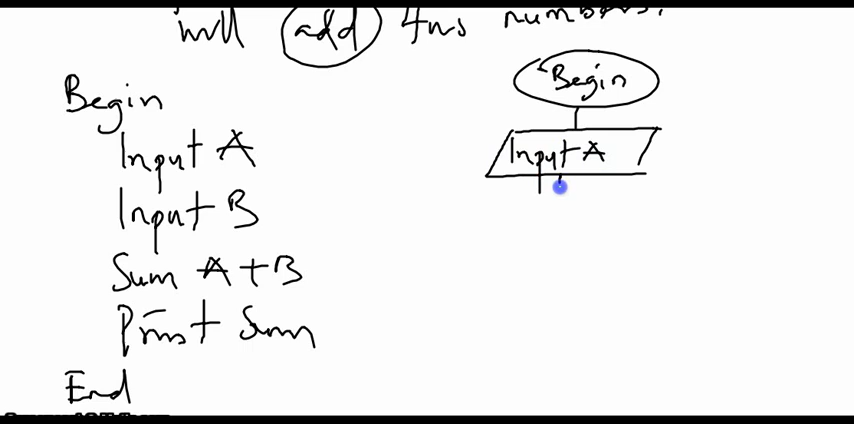 will add two numbers.
Begin
Input A
Input B
Sum A+B
Print Sum
End
Begin
Input A